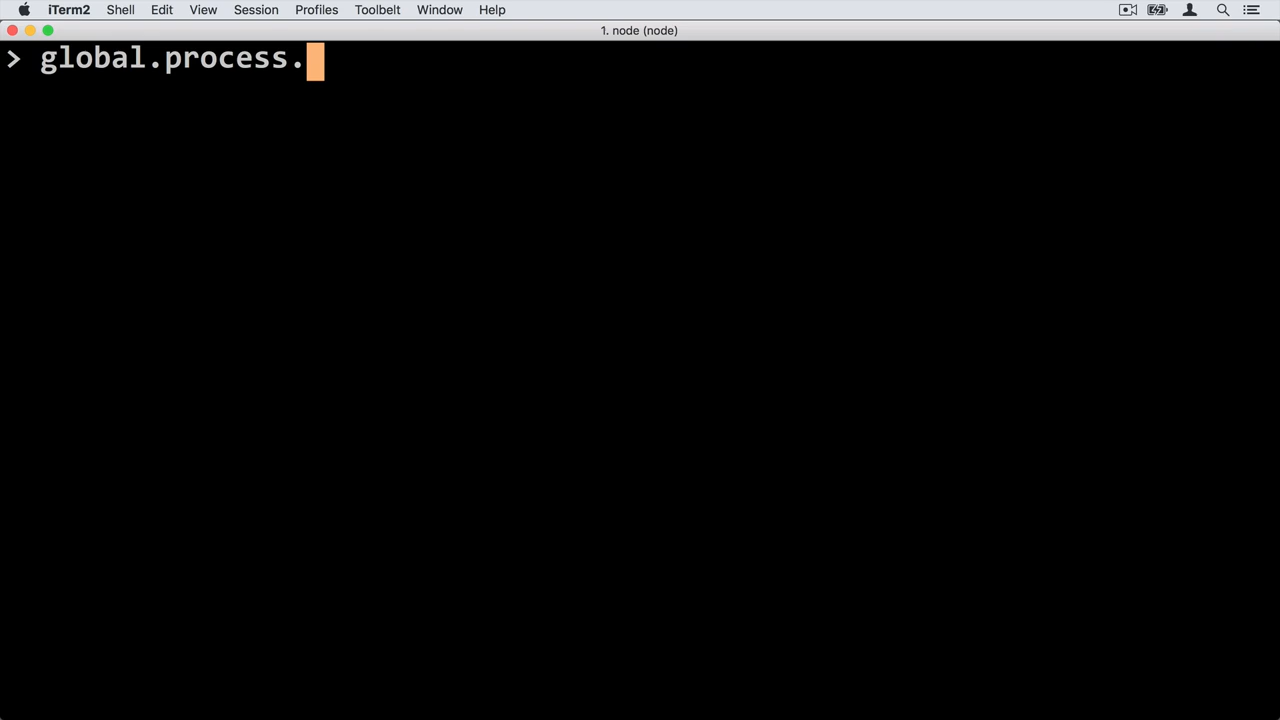 iTerm2 Shell Edit View Session Profiles Toolbelt Window Help
1. node (node)
> global.process.